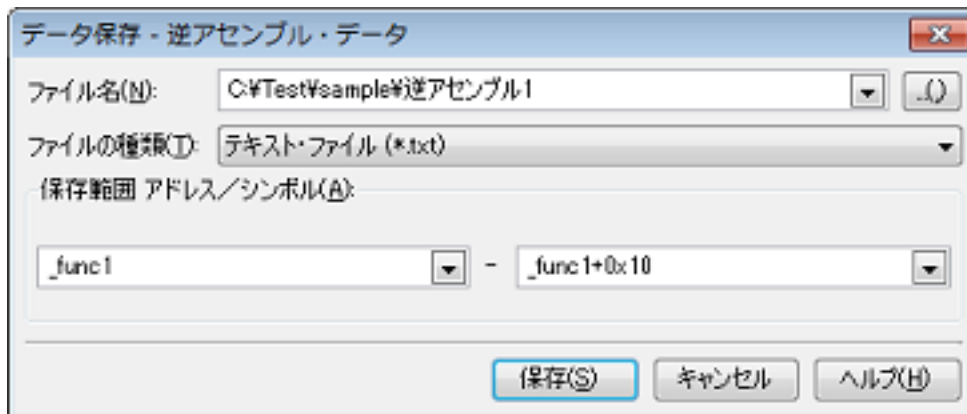 データ保存 - 逆アセンブル・データ
ファイル名(N): C:¥Test¥sample¥逆アセンブル1 ...()
ファイルの種類(T): テキスト・ファイル (*.txt)
保存範囲 アドレス／シンボル(A):
_func1 - _func1+0x10
保存(S) キャンセル ヘルプ(H)